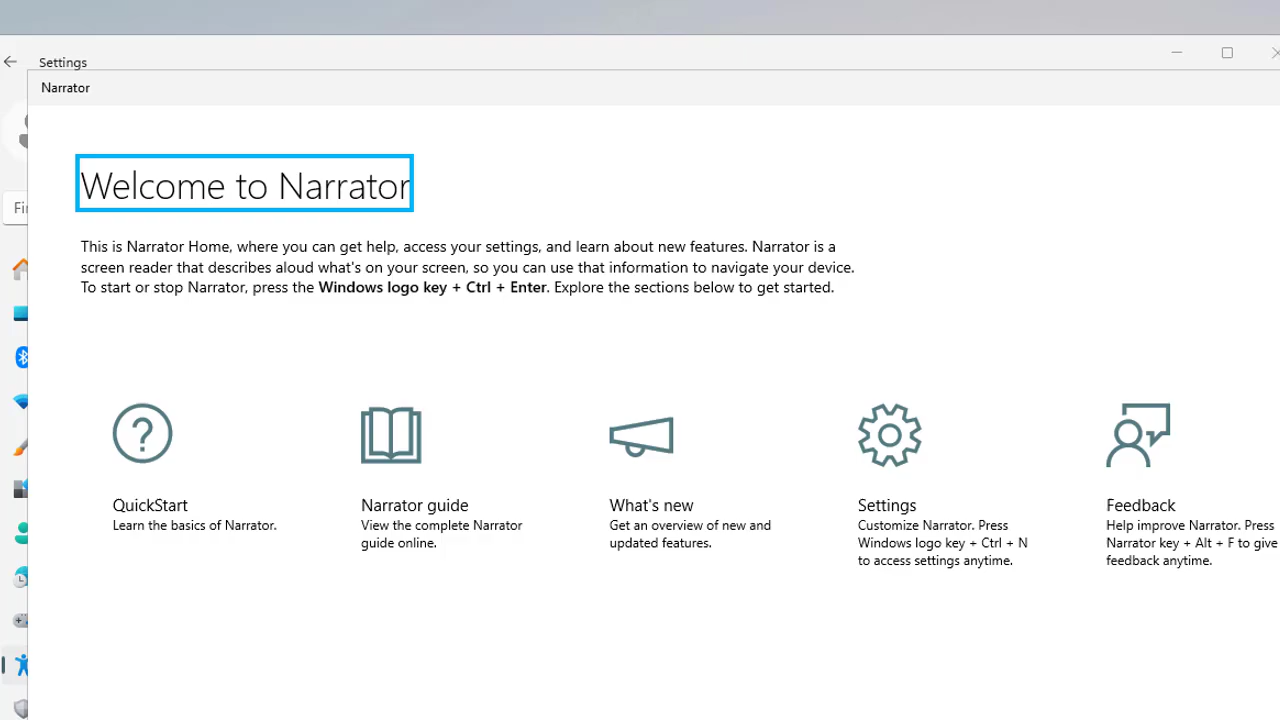 Settings
Narrator
Welcome to Narrator
This is Narrator Home, where you can get help, access your settings, and learn about new features. Narrator is a
screen reader that describes aloud what's on your screen, so you can use that information to navigate your device.
To start or stop Narrator, press the Windows logo key + Ctrl + Enter. Explore the sections below to get started.
QuickStart
Learn the basics of Narrator.
Narrator guide
View the complete Narrator
guide online.
What's new
Get an overview of new and
updated features.
Settings
Customize Narrator. Press
Windows logo key + Ctrl + N
to access settings anytime.
Feedback
Help improve Narrator. Press
Narrator key + Alt + F to give
feedback anytime.